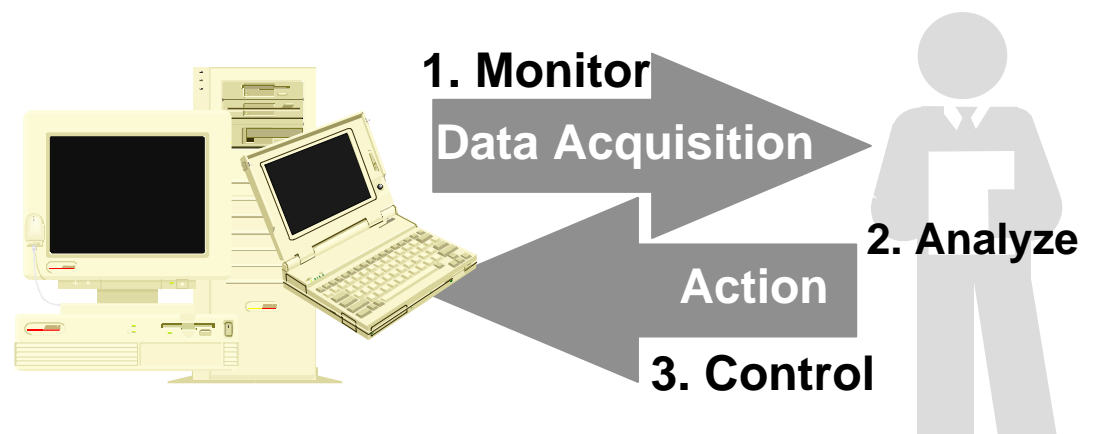 1. Monitor
Data Acquisition
2. Analyze
Action
3. Control